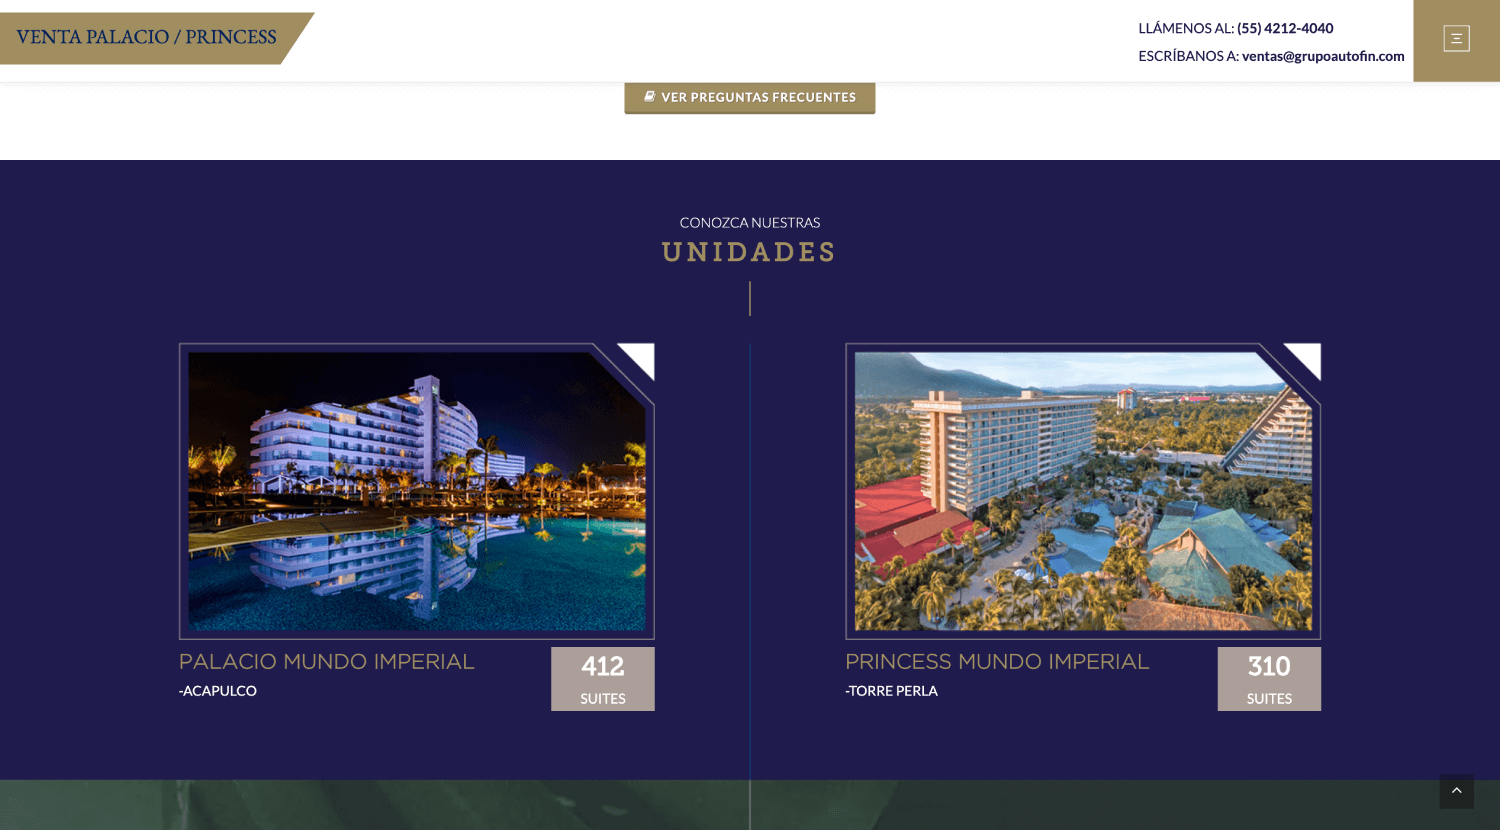 VENTA PALACIO / PRINCESS
LLÁMENOS AL: (55) 4212-4040
ESCRÍBANOS A: ventas@grupoautofin.com
VER PREGUNTAS FRECUENTES
CONOZCA NUESTRAS
UNIDADES
PALACIO MUNDO IMPERIAL
-ACAPULCO
412
SUITES
PRINCESS MUNDO IMPERIAL
-TORRE PERLA
310
SUITES